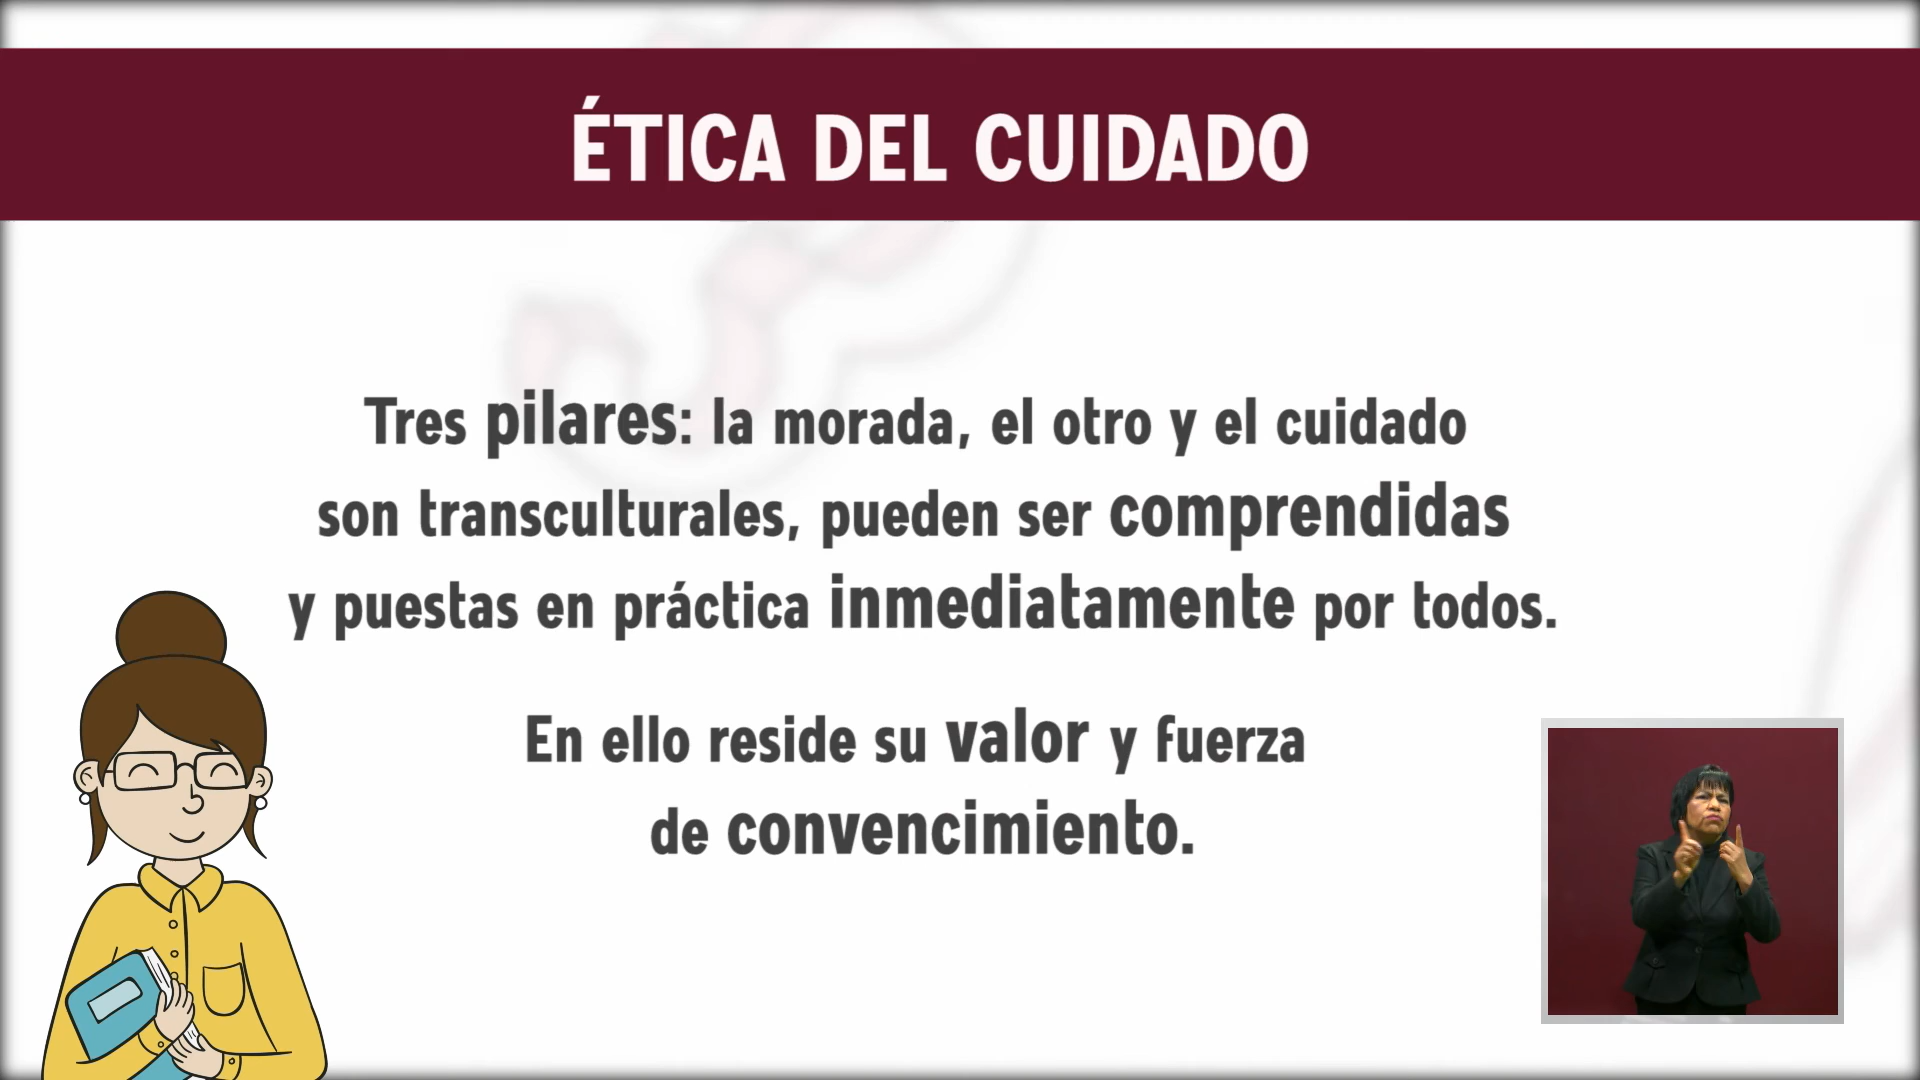 ÉTICA DEL CUIDADO
Tres pilares: la morada, el otro y el cuidado
son transculturales, pueden ser comprendidas
y puestas en práctica inmediatamente por todos.
En ello reside su valor y fuerza
de convencimiento.